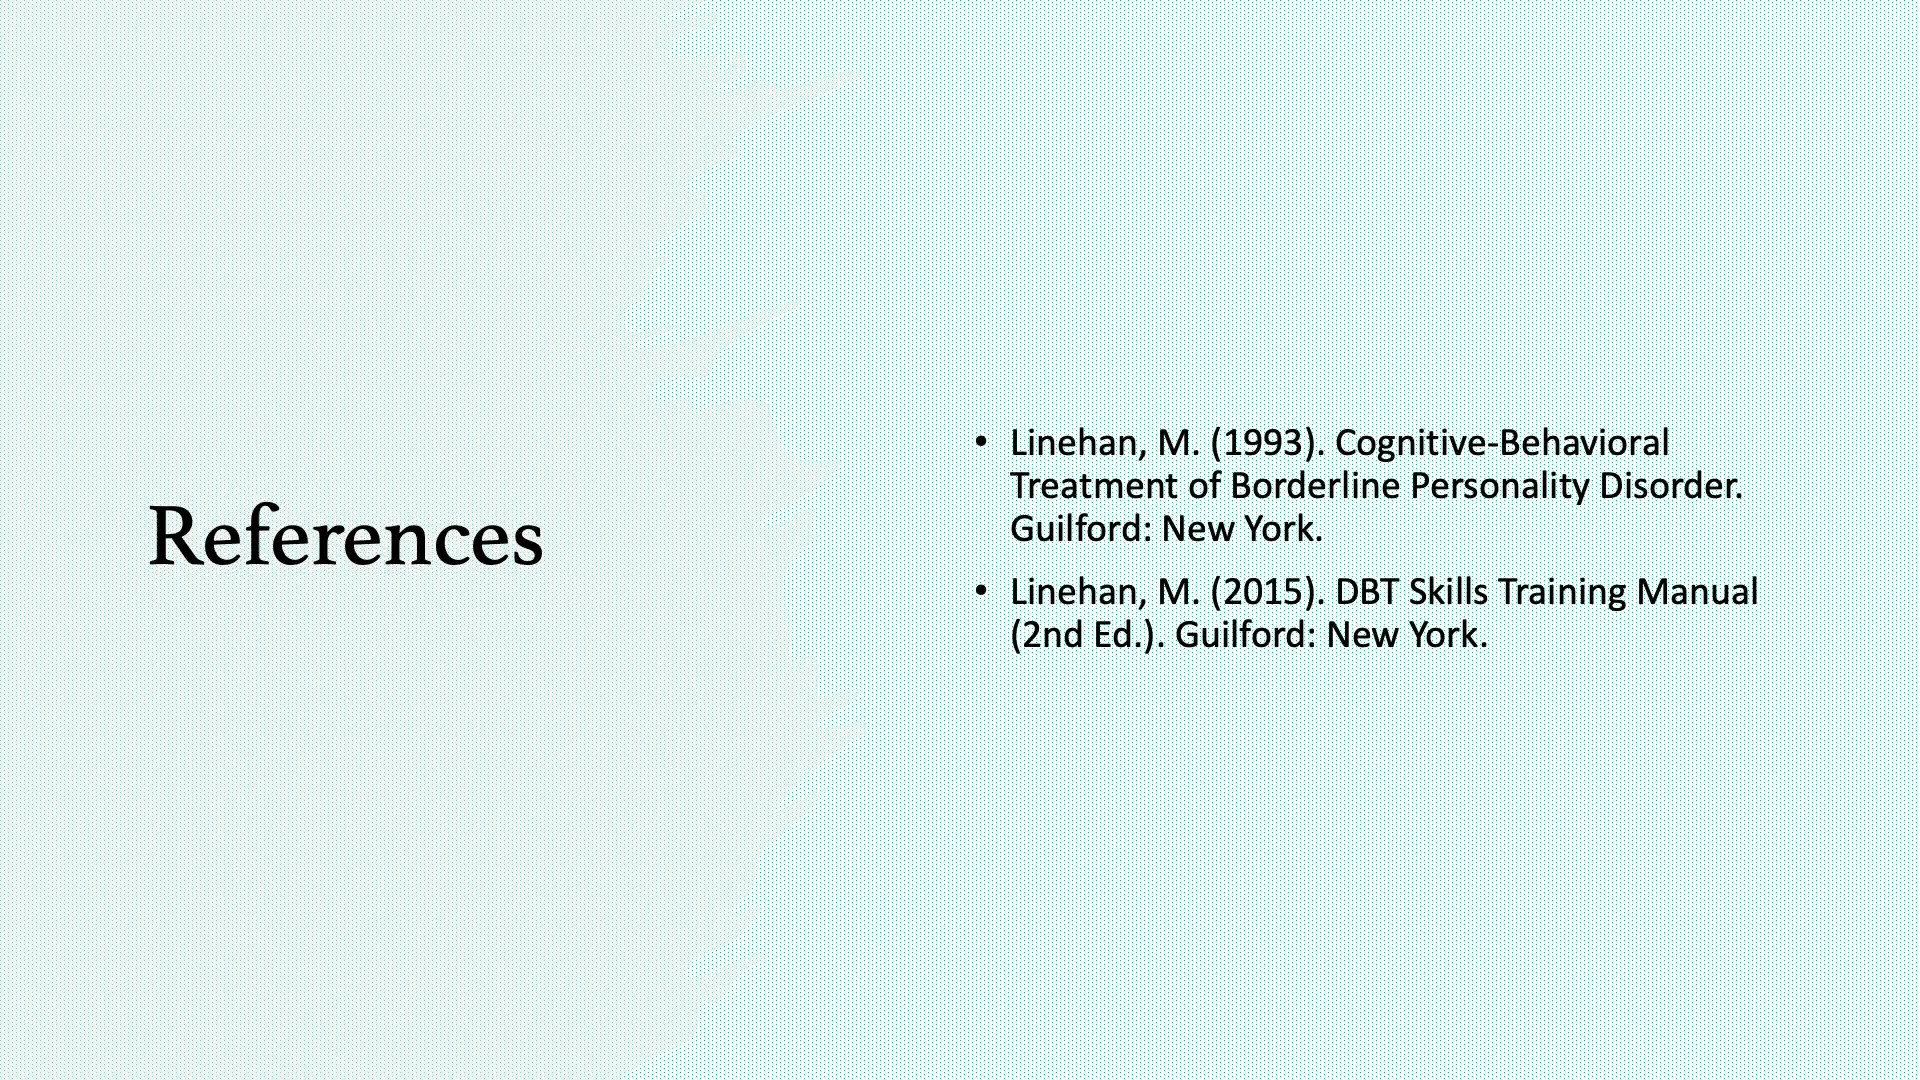 References
• Linehan, M. (1993). Cognitive-Behavioral
Treatment of Borderline Personality Disorder.
Guilford: New York.
• Linehan, M. (2015). DBT Skills Training Manual
(2nd Ed.). Guilford: New York.